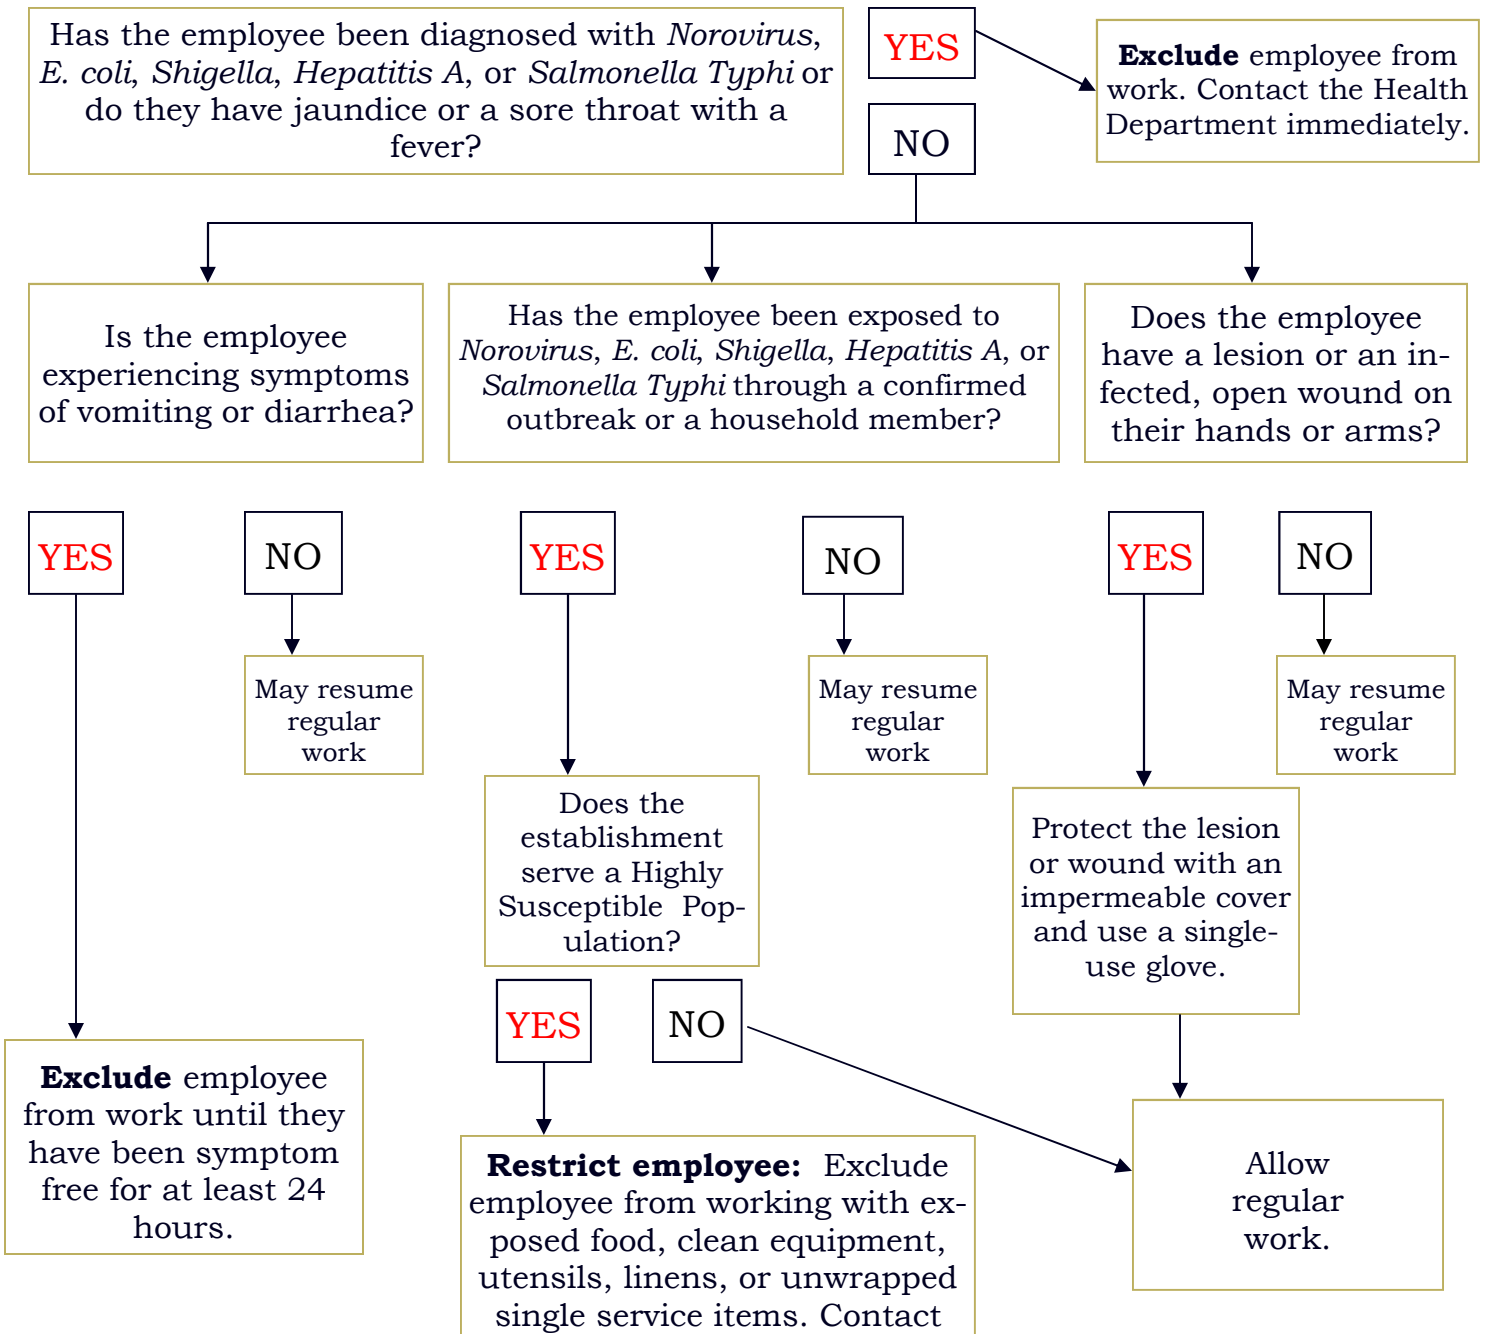 Has the employee been diagnosed with Norovirus,
E. coli, Shigella, Hepatitis A, or Salmonella Typhi or
do they have jaundice or a sore throat with a
fever?
YES
Exclude employee from
work. Contact the Health
Department immediately.
NO
Is the employee
experiencing symptoms
of vomiting or diarrhea?
Has the employee been exposed to
Norovirus, E. coli, Shigella, Hepatitis A, or
Salmonella Typhi through a confirmed
outbreak or a household member?
Does the employee
have a lesion or an in-
fected, open wound on
their hands or arms?
YES
NO
YES
NO
YES
NO
May resume
regular
work
May resume
regular
work
May resume
regular
work
Does the
establishment
serve a Highly
Susceptible  Pop-
ulation?
Protect the lesion
or wound with an
impermeable cover
and use a single-
use glove.
YES
NO
Exclude employee
from work until they
have been symptom
free for at least 24
hours.
Restrict employee:  Exclude
employee from working with ex-
posed food, clean equipment,
utensils, linens, or unwrapped
single service items. Contact
Allow
regular
work.